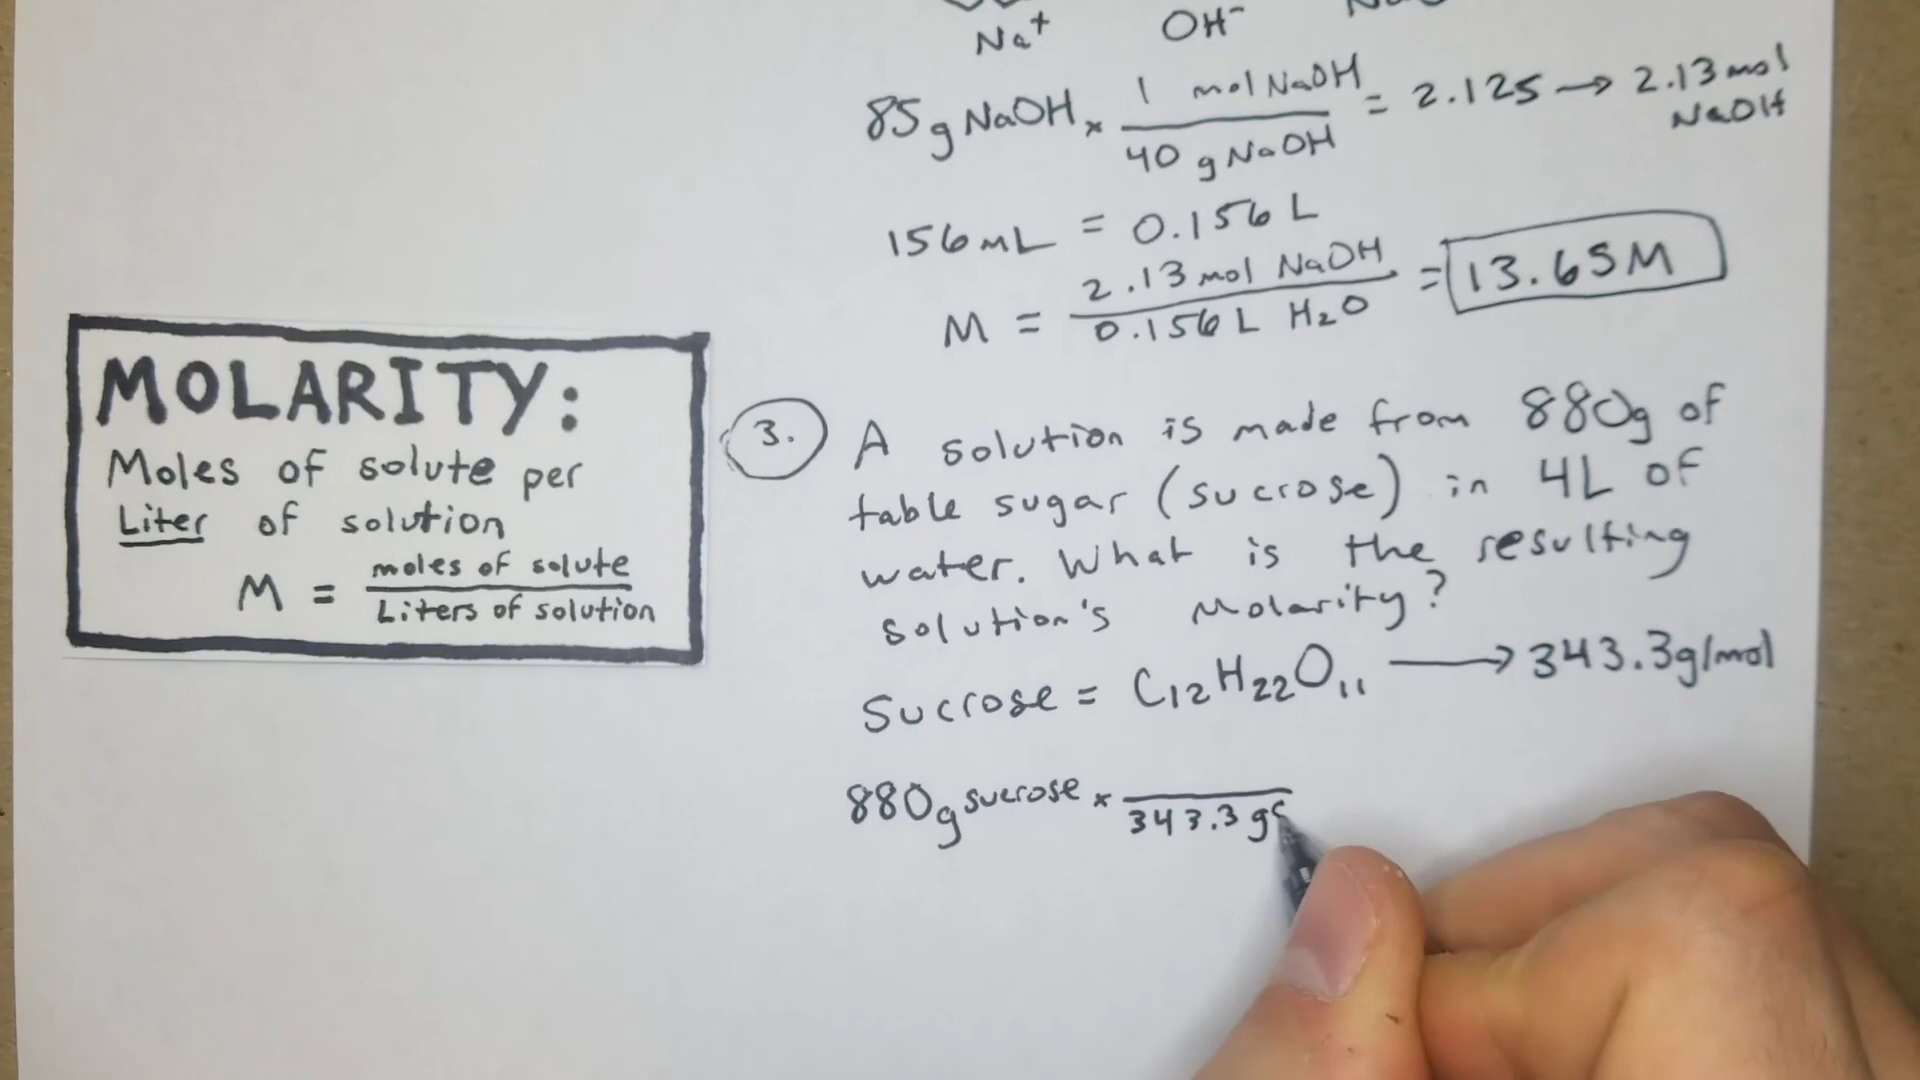 Na+ OH-
85g NaOH x 1 mol NaOH / 40 g NaOH = 2.125 → 2.13 mol NaOH
156mL = 0.156 L
M = 2.13 mol NaOH / 0.156 L H2O = 13.65M
MOLARITY:
Moles of solute per
Liter of solution
M = moles of solute / Liters of solution
3. A solution is made from 880g of
table sugar (sucrose) in 4L of
water. What is the resulting
solution's Molarity?
Sucrose = C12H22O11 → 343.3g/mol
880g sucrose x
343.3 g